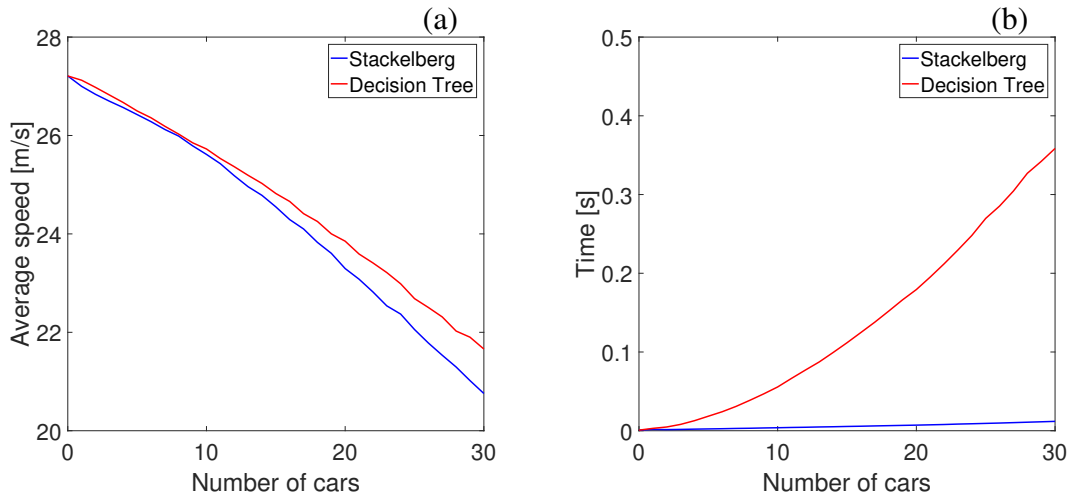 (a)
28
26
24
22
20
Average speed [m/s]
Stackelberg
Decision Tree
0
10
20
30
Number of cars
(b)
0.5
0.4
0.3
0.2
0.1
0
Time [s]
Stackelberg
Decision Tree
0
10
20
30
Number of cars